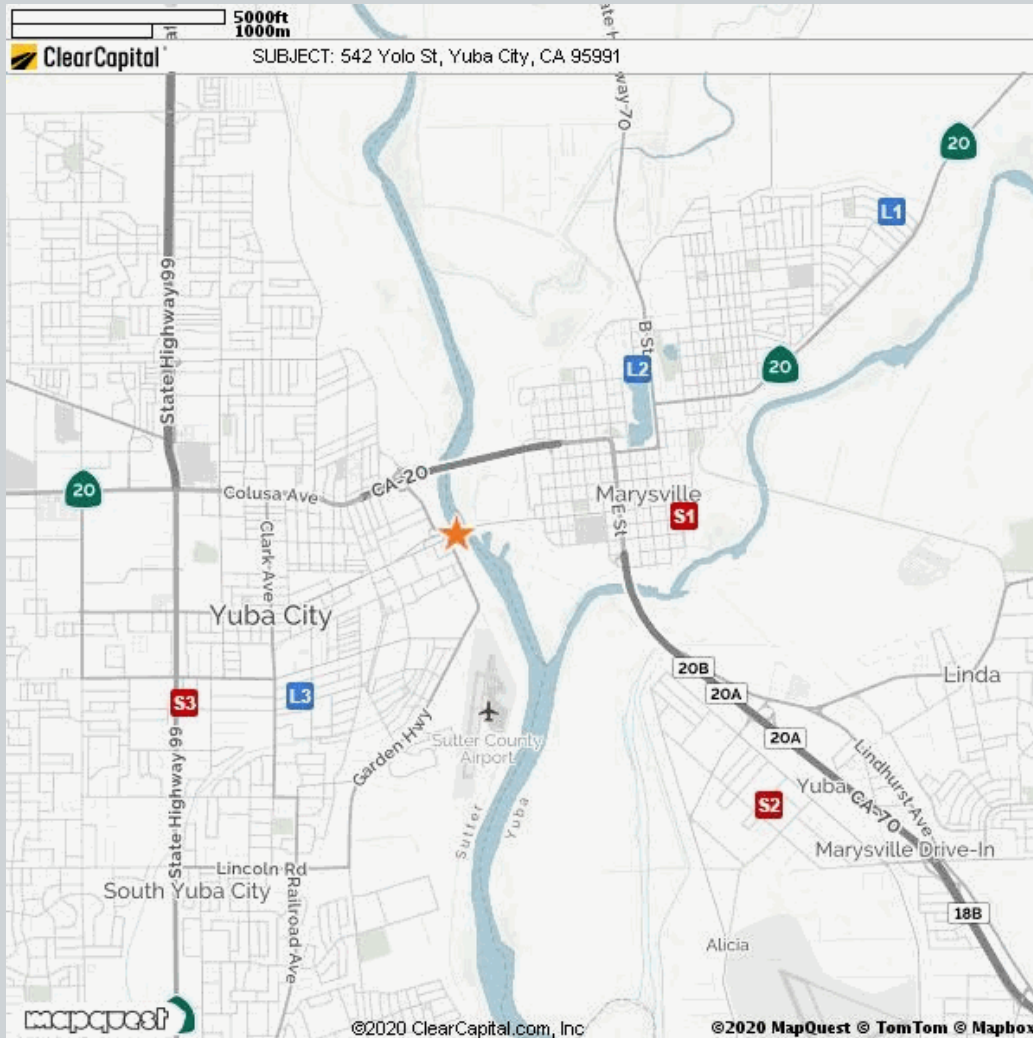 5000ft
1000m
ClearCapital
SUBJECT: 542 Yolo St, Yuba City, CA 95991
way-70
20
L1
State Highway 99
B St
L2
20
CA-20
20
Colusa Ave
Marysville
E St
S1
Clark Ave
Yuba City
20B
Linda
20A
S3
L3
20A
Sutter County
Airport
Garden Hwy
Lindhurst Ave
State Highway 99
Sutter
Yuba
S2
Yuba
CA-70
Marysville Drive-In
Lincoln Rd
South Yuba City
Railroad Ave
18B
Alicia
mapquest
©2020 ClearCapital.com, Inc
©2020 MapQuest © TomTom © Mapbox